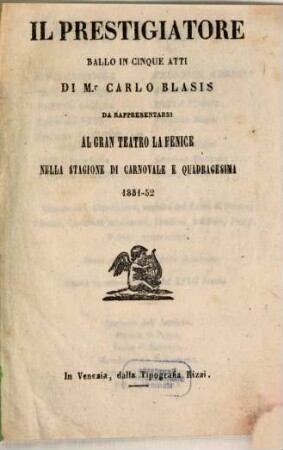 IL PRESTIGIATORE
BALLO IN CINQUE ATTI
DI M.r CARLO BLASIS
DA RAPPRESENTARSI
AL GRAN TEATRO LA FENICE
NELLA STAGIONE DI CARNOVALE E QUADRAGESIMA
1851-52
In Venezia, dalla Tipografia Rizzi.